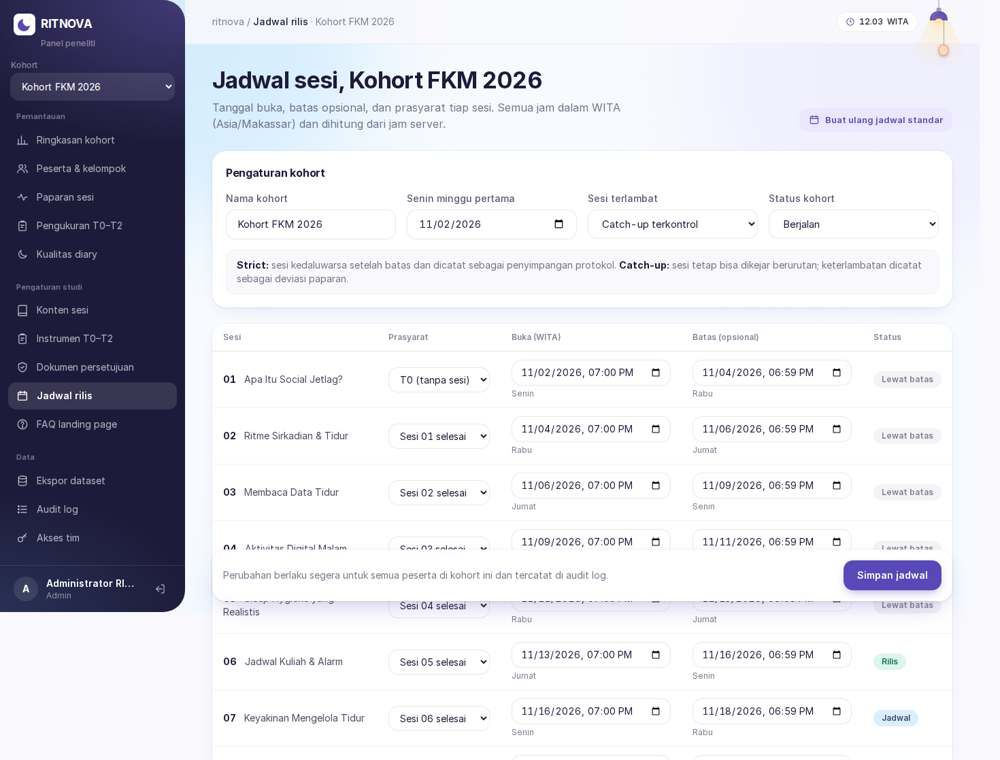 RITNOVA
Panel peneliti
Kohort
Kohort FKM 2026
Pemantauan
Ringkasan kohort
Peserta & kelompok
Paparan sesi
Pengukuran T0–T2
Kualitas diary
Pengaturan studi
Konten sesi
Instrumen T0–T2
Dokumen persetujuan
Jadwal rilis
FAQ landing page
Data
Ekspor dataset
Audit log
Akses tim
A
Administrator RI...
Admin
ritnova / Jadwal rilis · Kohort FKM 2026
12.03 WITA
Jadwal sesi, Kohort FKM 2026
Tanggal buka, batas opsional, dan prasyarat tiap sesi. Semua jam dalam WITA
(Asia/Makassar) dan dihitung dari jam server.
Buat ulang jadwal standar
Pengaturan kohort
Nama kohort Senin minggu pertama Sesi terlambat Status kohort
Kohort FKM 2026 11/02/2026 Catch-up terkontrol Berjalan
Strict: sesi kedaluwarsa setelah batas dan dicatat sebagai penyimpangan protokol. Catch-up: sesi tetap bisa dikejar berurutan; keterlambatan dicatat
sebagai deviasi paparan.
Sesi Prasyarat Buka (WITA) Batas (opsional) Status
01 Apa Itu Social Jetlag? T0 (tanpa sesi) 11/02/2026, 07:00 PM 11/04/2026, 06:59 PM Lewat batas
Senin Rabu
02 Ritme Sirkadian & Tidur Sesi 01 selesai 11/04/2026, 07:00 PM 11/06/2026, 06:59 PM Lewat batas
Rabu Jumat
03 Membaca Data Tidur Sesi 02 selesai 11/06/2026, 07:00 PM 11/09/2026, 06:59 PM Lewat batas
Jumat Senin
04 Aktivitas Digital Malam Sesi 03 selesai 11/09/2026, 07:00 PM 11/11/2026, 06:59 PM Lewat batas
Perubahan berlaku segera untuk semua peserta di kohort ini dan tercatat di audit log.
Simpan jadwal
Realistis Sesi 04 selesai Lewat batas
Rabu Jumat
06 Jadwal Kuliah & Alarm Sesi 05 selesai 11/13/2026, 07:00 PM 11/16/2026, 06:59 PM Rilis
Jumat Senin
07 Keyakinan Mengelola Tidur Sesi 06 selesai 11/16/2026, 07:00 PM 11/18/2026, 06:59 PM Jadwal
Senin Rabu